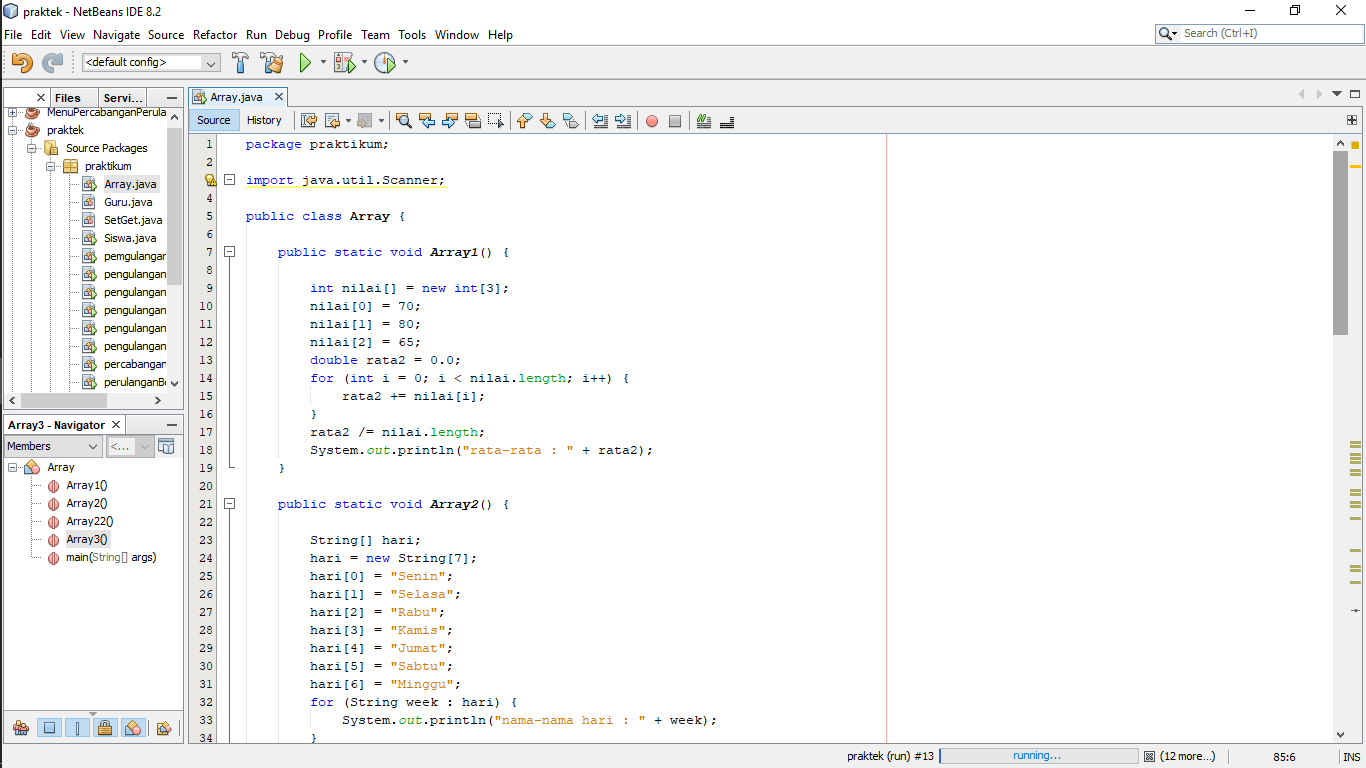 praktek - NetBeans IDE 8.2
File Edit View Navigate Source Refactor Run Debug Profile Team Tools Window Help
Search (Ctrl+I)
<default config>
Files Servi...
MenuPercabanganPerula
praktek
Source Packages
praktikum
Array.java
Guru.java
SetGet.java
Siswa.java
pemgulangan
pengulangan
pengulangan
pengulangan
pengulangan
pengulangan
percabangan
perulanganBe
Array3 - Navigator
Members <...
Array
Array1()
Array2()
Array22()
Array3()
main(String[] args)
Array.java
Source History
1 package praktikum;
2
import java.util.Scanner;
4
5 public class Array {
6
7 public static void Array1() {
8
9 int nilai[] = new int[3];
10 nilai[0] = 70;
11 nilai[1] = 80;
12 nilai[2] = 65;
13 double rata2 = 0.0;
14 for (int i = 0; i < nilai.length; i++) {
15 rata2 += nilai[i];
16 }
17 rata2 /= nilai.length;
18 System.out.println("rata-rata : " + rata2);
19 }
20
21 public static void Array2() {
22
23 String[] hari;
24 hari = new String[7];
25 hari[0] = "Senin";
26 hari[1] = "Selasa";
27 hari[2] = "Rabu";
28 hari[3] = "Kamis";
29 hari[4] = "Jumat";
30 hari[5] = "Sabtu";
31 hari[6] = "Minggu";
32 for (String week : hari) {
33 System.out.println("nama-nama hari : " + week);
34 }
praktek (run) #13 running... (12 more...) 85:6 INS